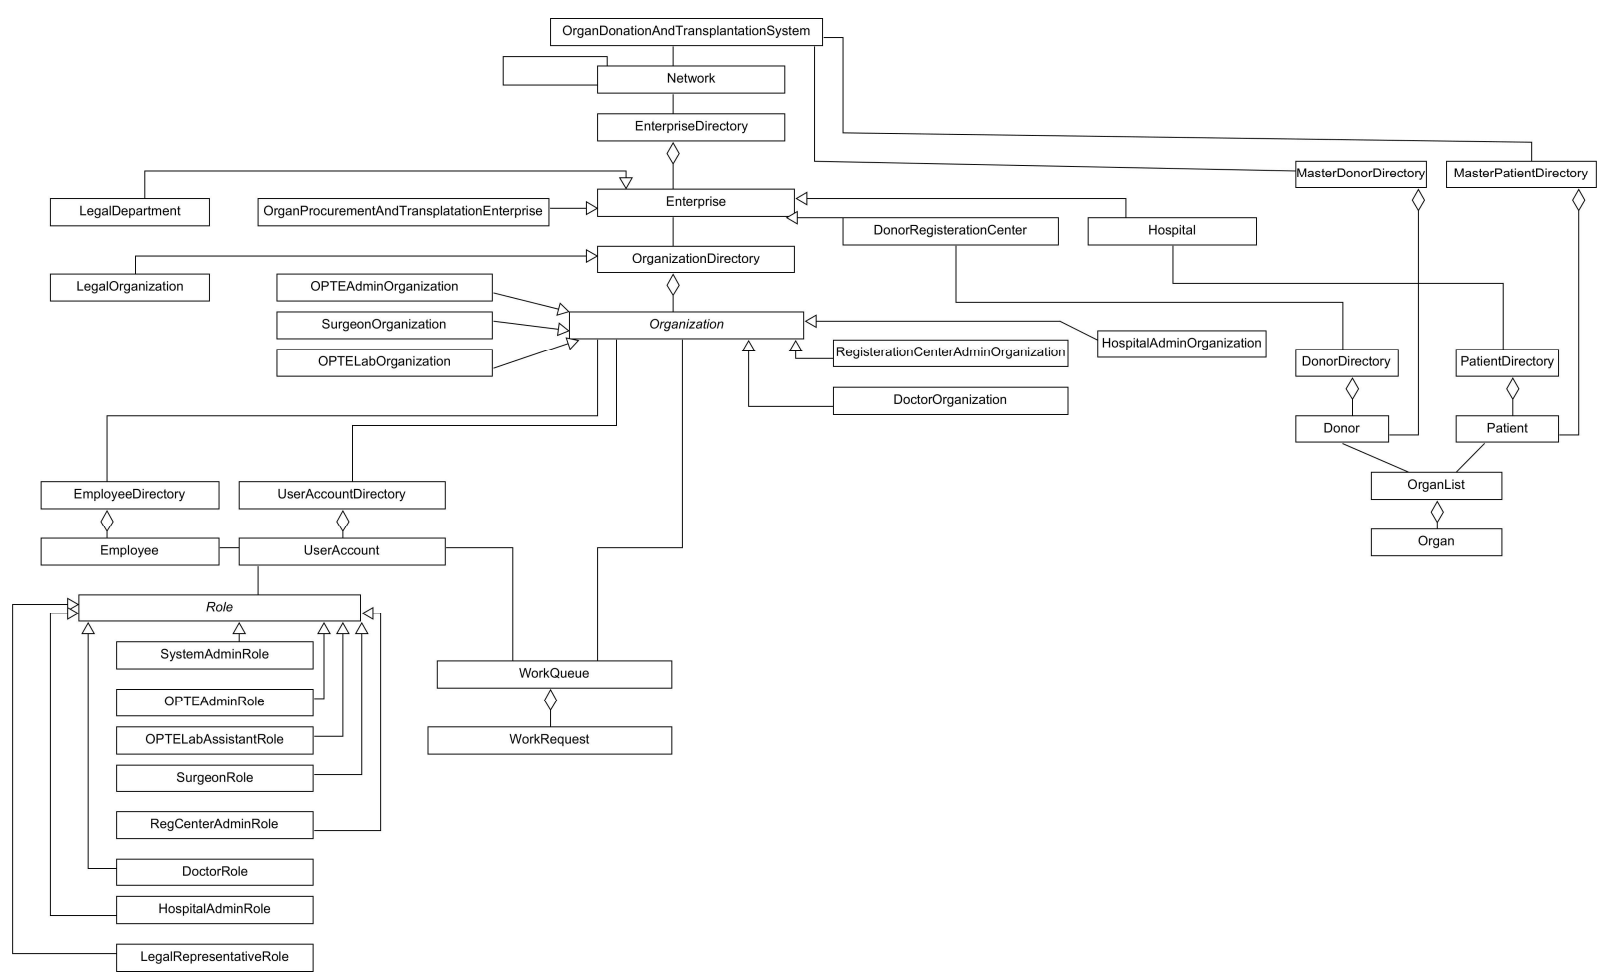 OrganDonationAndTransplantationSystem
Network
EnterpriseDirectory
MasterDonorDirectory
MasterPatientDirectory
Enterprise
LegalDepartment
OrganProcurementAndTransplatationEnterprise
DonorRegisterationCenter
Hospital
OrganizationDirectory
LegalOrganization
OPTEAdminOrganization
SurgeonOrganization
Organization
OPTELabOrganization
RegisterationCenterAdminOrganization
HospitalAdminOrganization
DonorDirectory
PatientDirectory
DoctorOrganization
Donor
Patient
EmployeeDirectory
UserAccountDirectory
OrganList
Employee
UserAccount
Organ
Role
SystemAdminRole
WorkQueue
OPTEAdminRole
OPTELabAssistantRole
WorkRequest
SurgeonRole
RegCenterAdminRole
DoctorRole
HospitalAdminRole
LegalRepresentativeRole